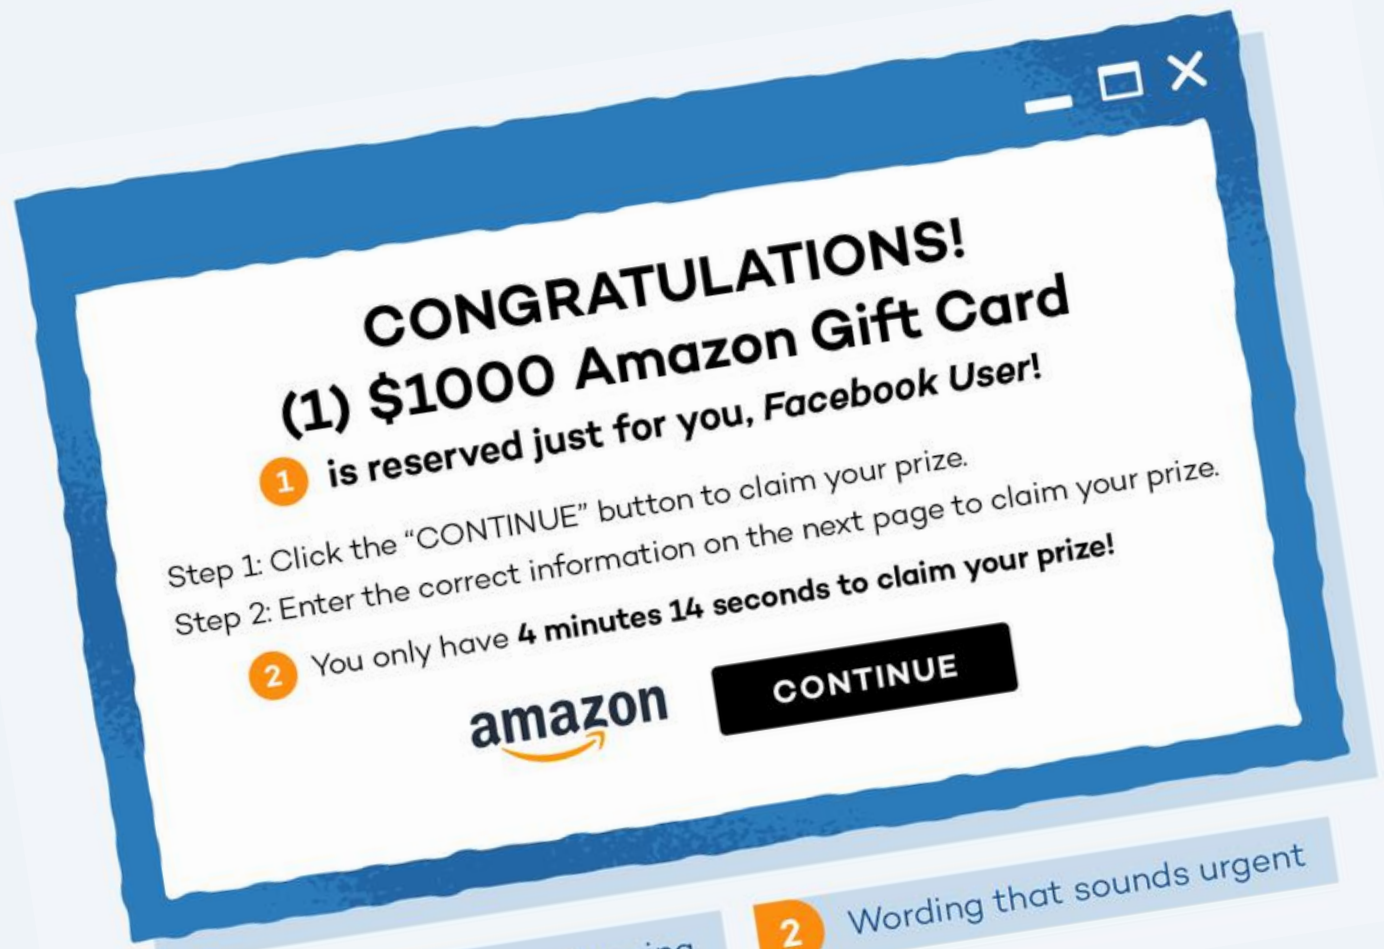 CONGRATULATIONS!
(1) $1000 Amazon Gift Card
1 is reserved just for you, Facebook User!
Step 1: Click the “CONTINUE” button to claim your prize.
Step 2: Enter the correct information on the next page to claim your prize.
2 You only have 4 minutes 14 seconds to claim your prize!
amazon
CONTINUE
2 Wording that sounds urgent